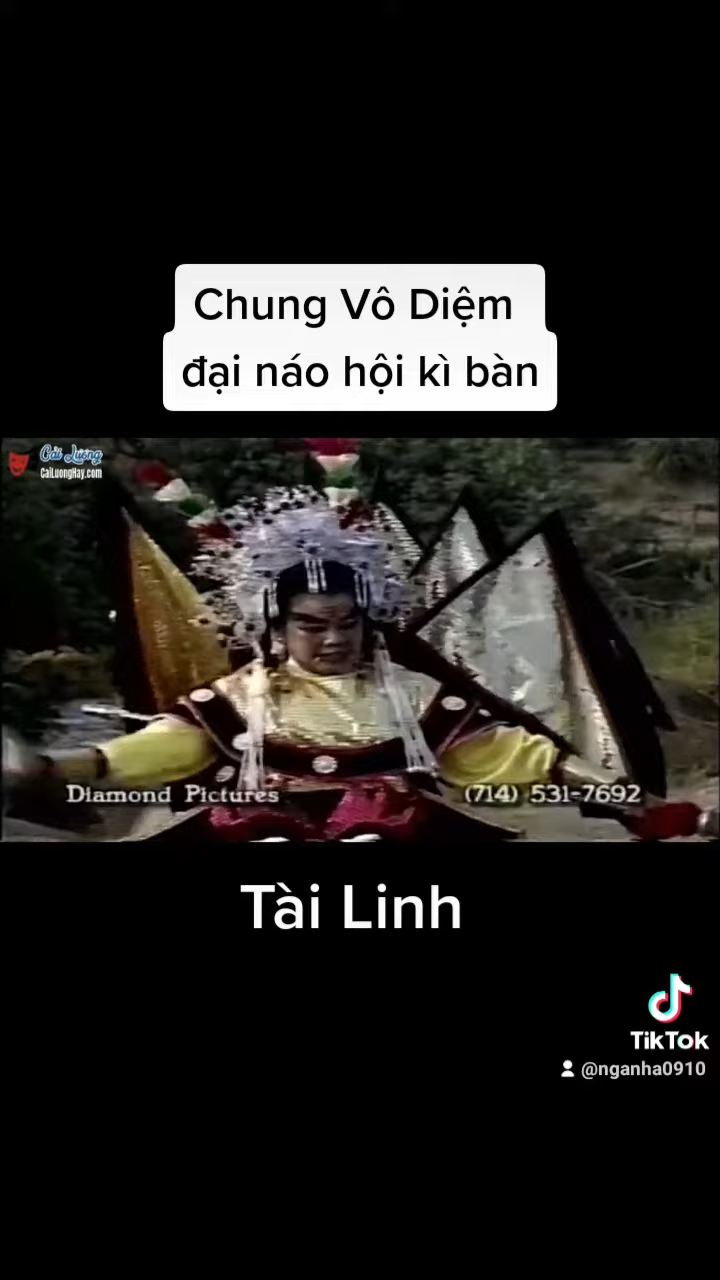 Chung Vô Diệm
đại náo hội kì bàn
Cải Lương
CaiLuongHay.com
Diamond Pictures (714) 531-7692
Tài Linh
TikTok
@nganha0910